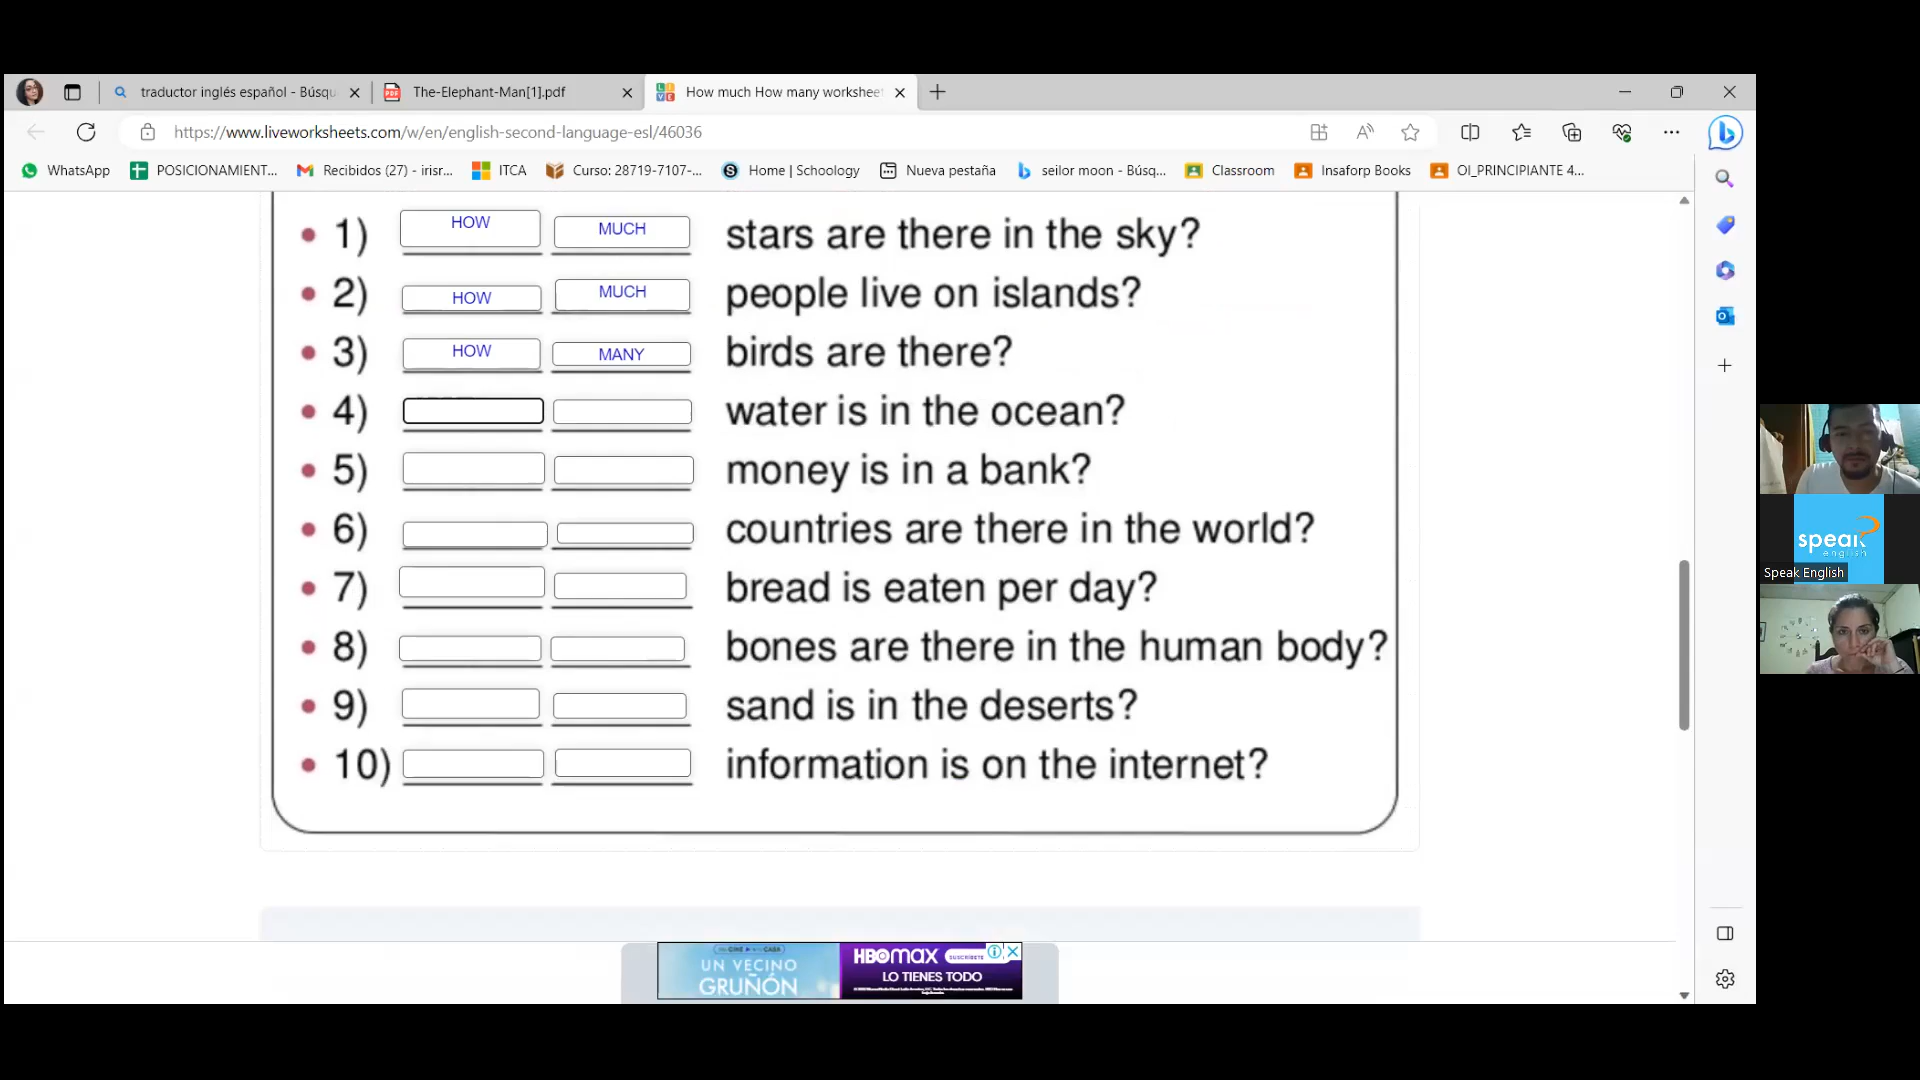 traductor inglés español - Búsqu
The-Elephant-Man[1].pdf
How much How many workshee
https://www.liveworksheets.com/w/en/english-second-language-esl/46036
WhatsApp
POSICIONAMIENT...
Recibidos (27) - irisr...
ITCA
Curso: 28719-7107-...
Home | Schoology
Nueva pestaña
seilor moon - Búsq...
Classroom
Insaforp Books
OI_PRINCIPIANTE 4...
1) HOW MUCH stars are there in the sky?
2) HOW MUCH people live on islands?
3) HOW MANY birds are there?
4) water is in the ocean?
5) money is in a bank?
6) countries are there in the world?
7) bread is eaten per day?
8) bones are there in the human body?
9) sand is in the deserts?
10) information is on the internet?
speak
english
Speak English
UN VECINO
GRUÑÓN
HBOMAX
SUSCRÍBETE
LO TIENES TODO